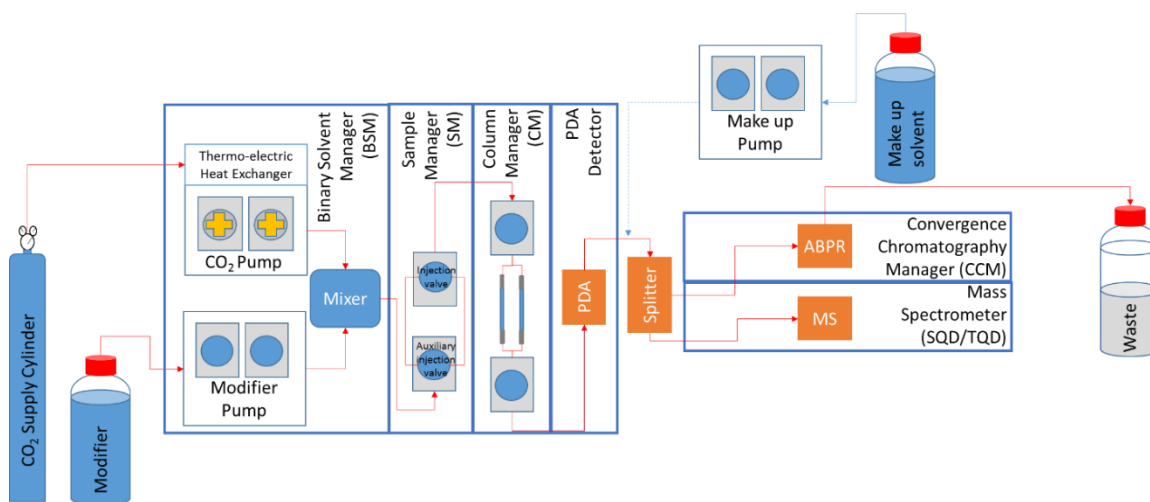 CO₂ Supply Cylinder
Modifier
Thermo-electric
Heat Exchanger
CO₂ Pump
Modifier
Pump
Mixer
Binary Solvent
Manager
(BSM)
Sample
Manager
(SM)
Injection
valve
Auxiliary
injection
valve
Column
Manager
(CM)
PDA
Detector
PDA
Splitter
Make up
Pump
Make up
solvent
ABPR
Convergence
Chromatography
Manager (CCM)
MS
Mass
Spectrometer
(SQD/TQD)
Waste